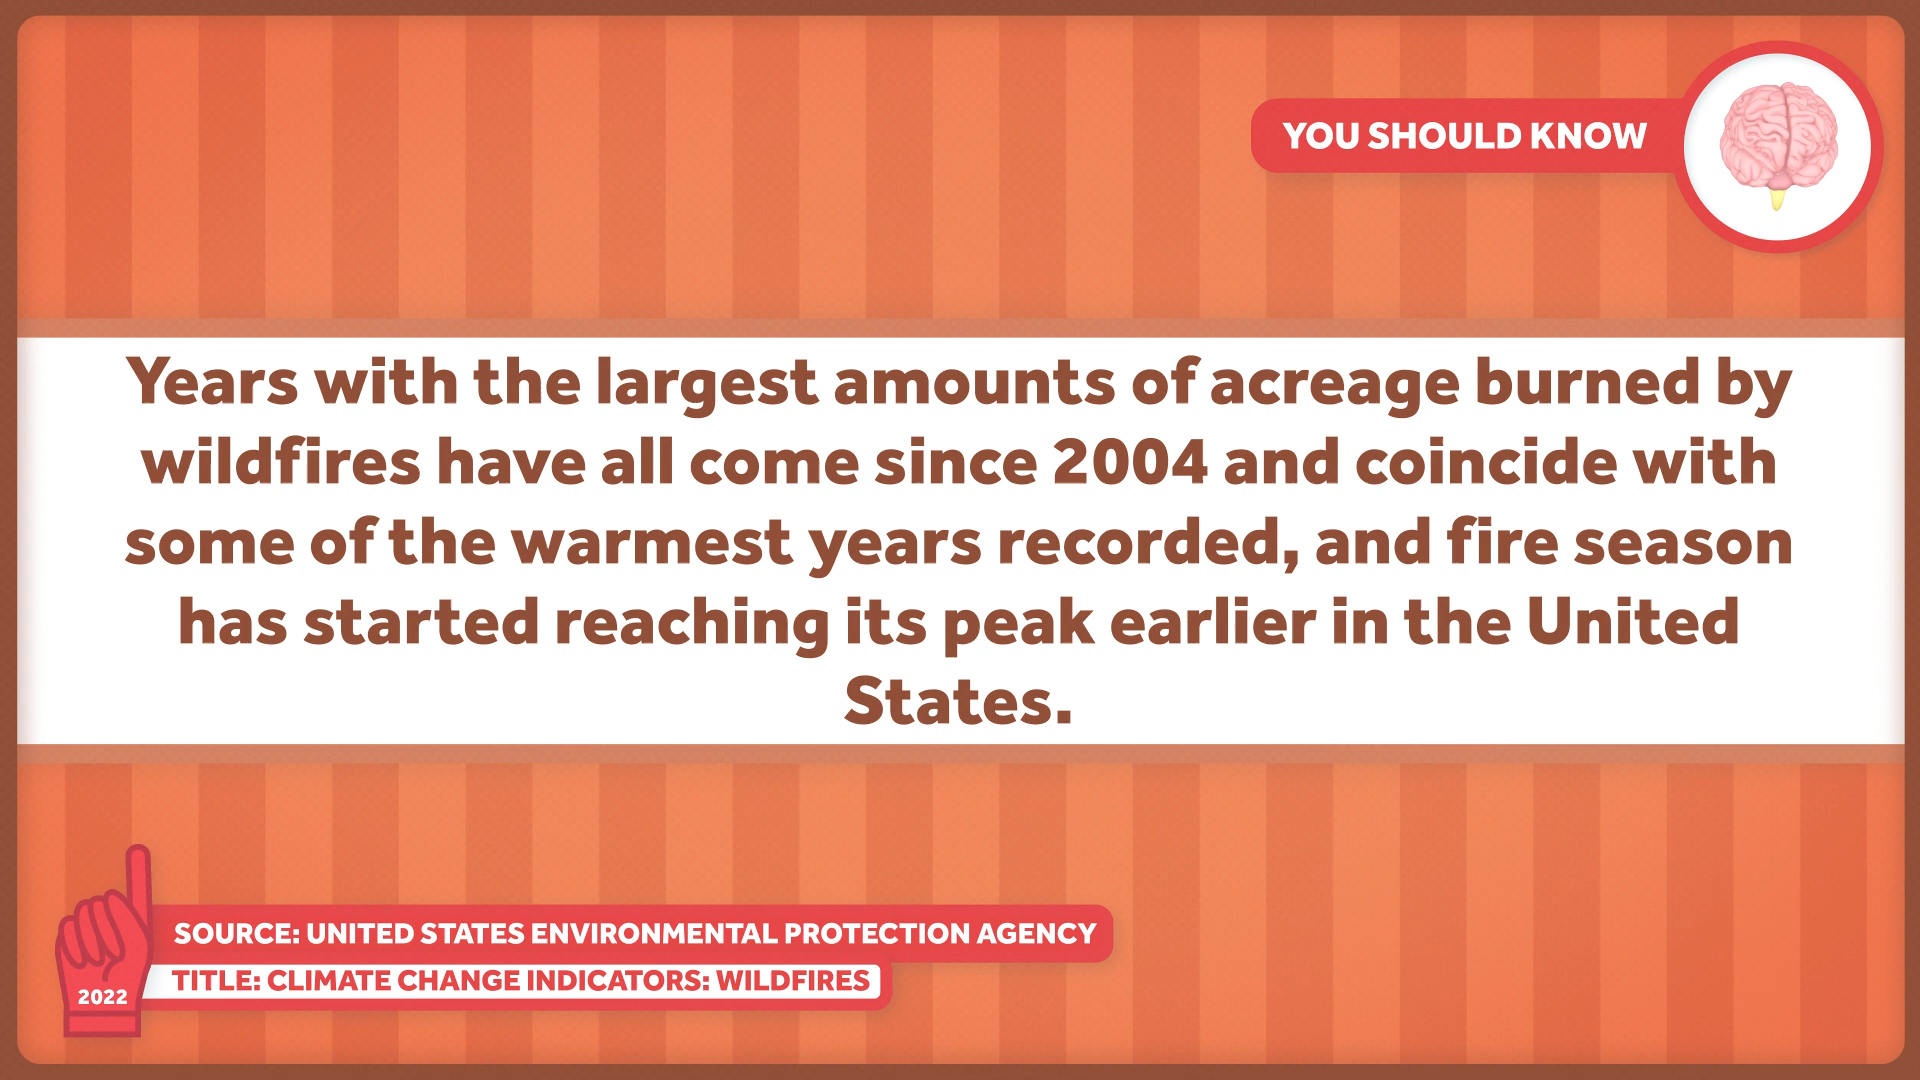 YOU SHOULD KNOW
Years with the largest amounts of acreage burned by
wildfires have all come since 2004 and coincide with
some of the warmest years recorded, and fire season
has started reaching its peak earlier in the United
States.
SOURCE: UNITED STATES ENVIRONMENTAL PROTECTION AGENCY
TITLE: CLIMATE CHANGE INDICATORS: WILDFIRES
2022